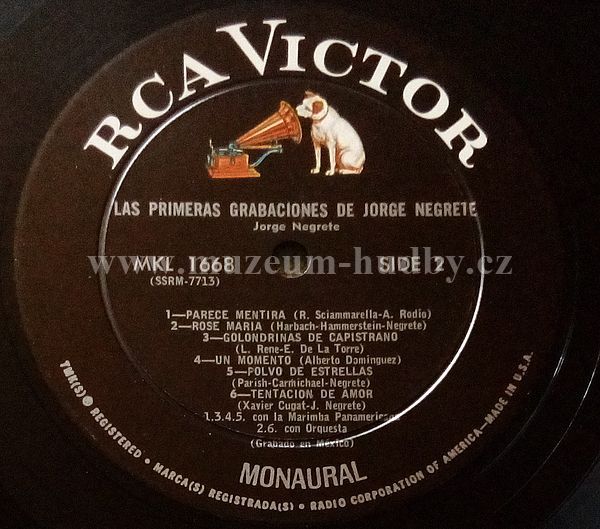 RCA VICTOR
LAS PRIMERAS GRABACIONES DE JORGE NEGRETE
Jorge Negrete
MKL 1668 SIDE 2
(SSRM-7713)
www.muzeum-hudby.cz
1—PARECE MENTIRA (R. Sciammarella-A. Rodio)
2—ROSE MARIA (Harbach-Hammerstein-Negrete)
3—GOLONDRINAS DE CAPISTRANO
(L. Rene-E. De La Torre)
4—UN MOMENTO (Alberto Dominguez)
5—POLVO DE ESTRELLAS
(Parish-Carmichael-Negrete)
6—TENTACION DE AMOR
(Xavier Cugat-J. Negrete)
1.3.4.5. con la Marimba Panamericana
2.6. con Orquesta
(Grabado en México)
MONAURAL
TMK(S) ® REGISTERED • MARCA(S) REGISTRADA(S) • RADIO CORPORATION OF AMERICA—MADE IN U.S.A.